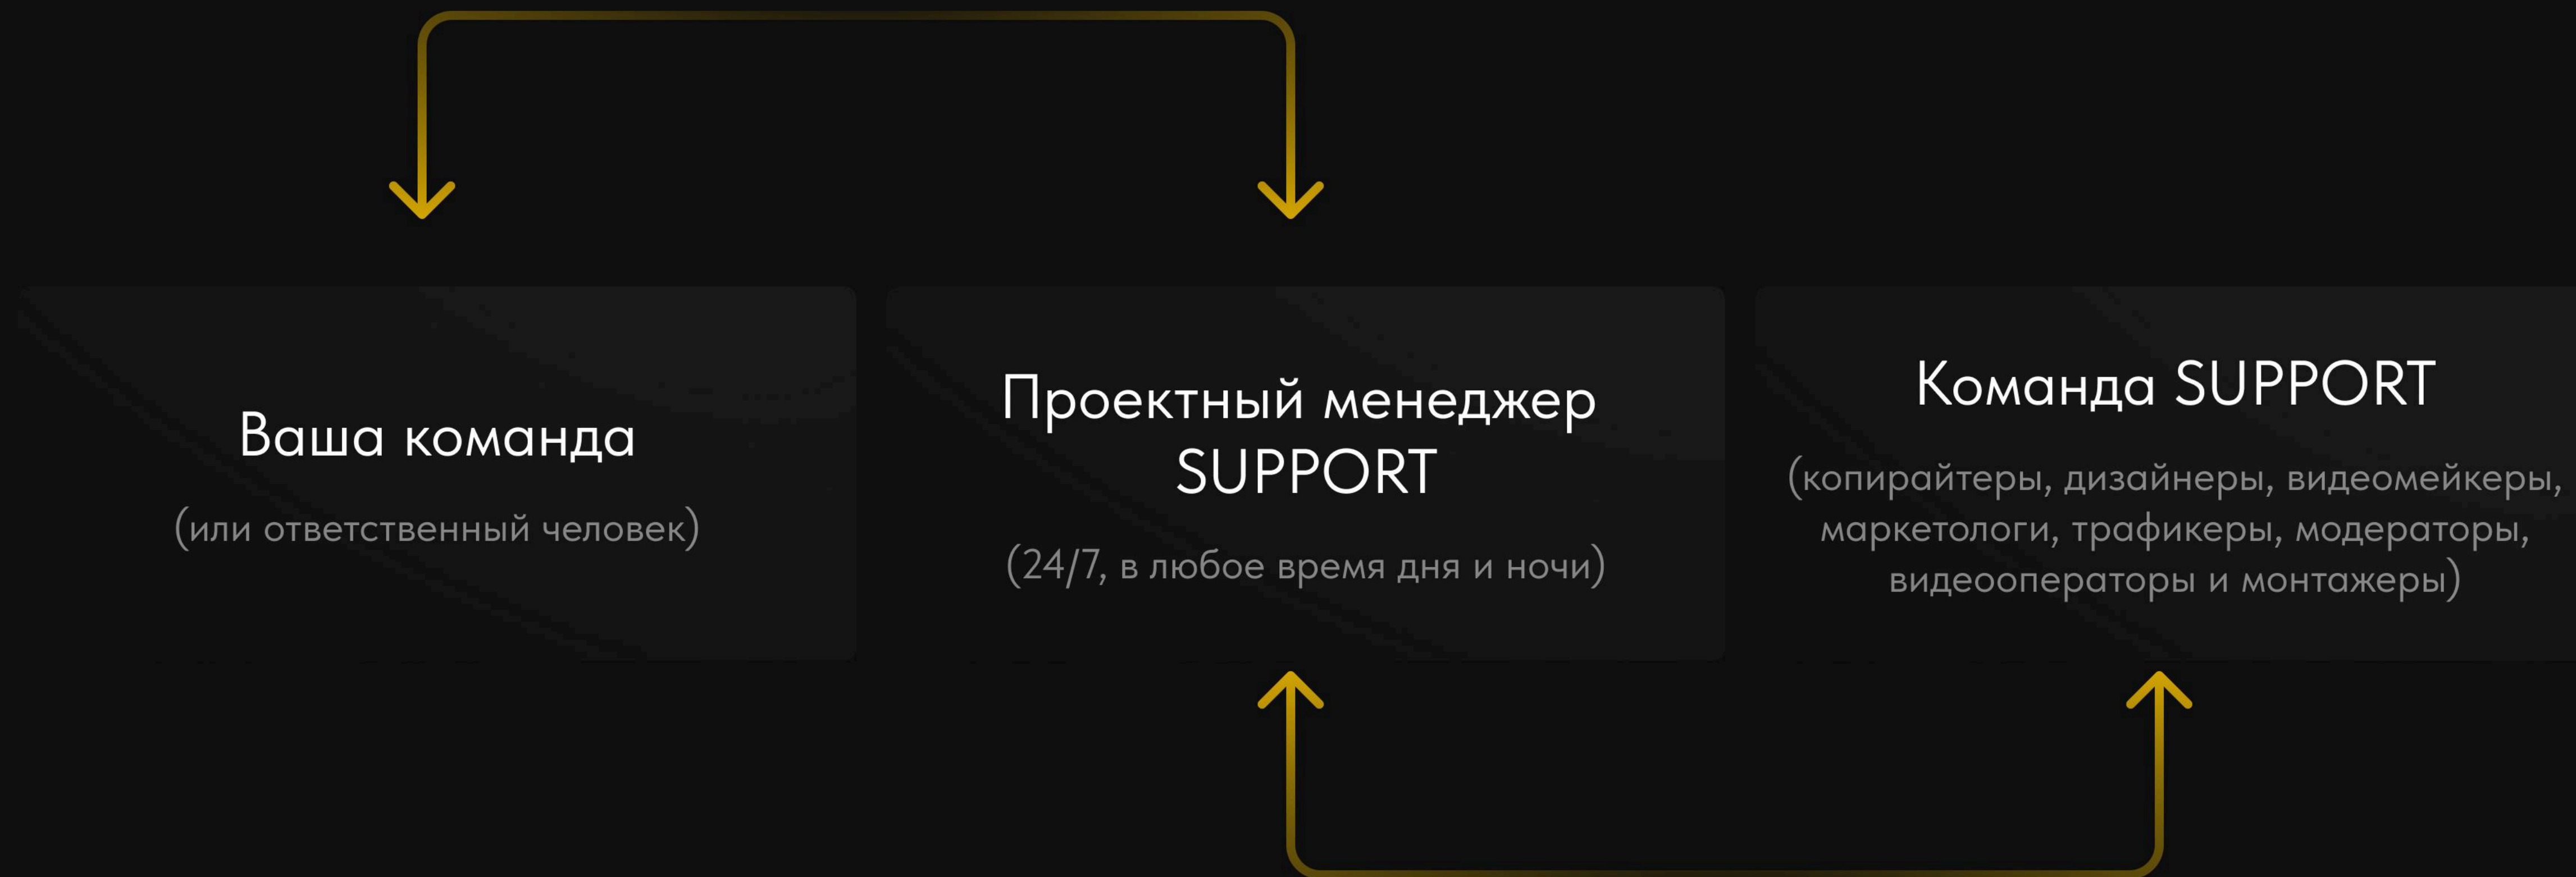 Ваша команда
(или ответственный человек)
Проектный менеджер
SUPPORT
(24/7, в любое время дня и ночи)
Команда SUPPORT
(копирайтеры, дизайнеры, видеомейкеры,
маркетологи, трафикеры, модераторы,
видеооператоры и монтажеры)